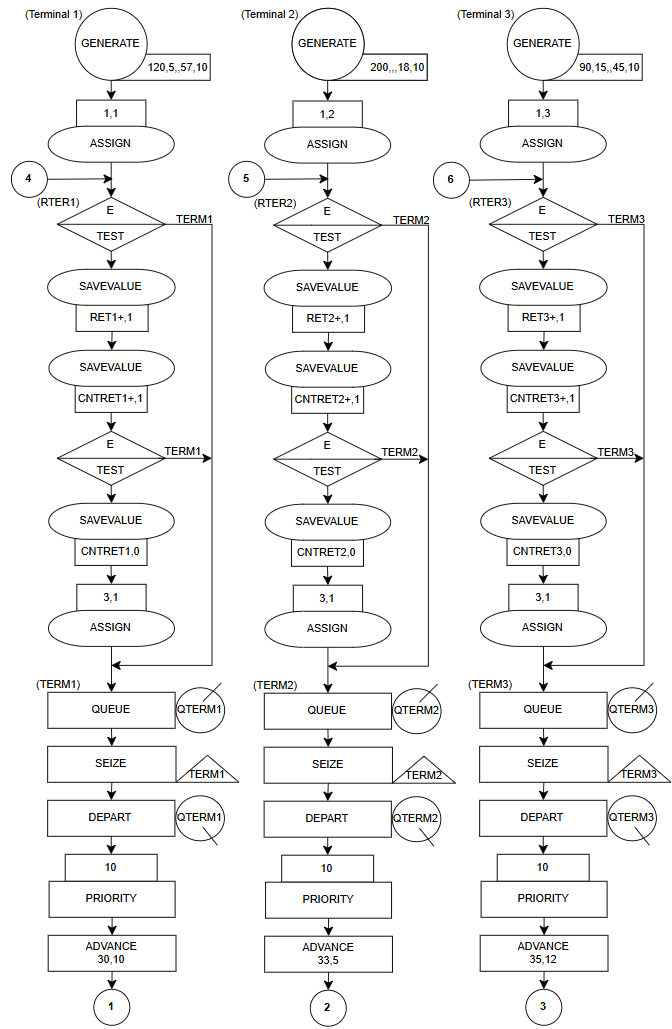 (Terminal 1)
GENERATE
120,5,,57,10
1,1
ASSIGN
4
(RTER1)
E
TERM1
TEST
SAVEVALUE
RET1+,1
SAVEVALUE
CNTRET1+,1
E
TERM1
TEST
SAVEVALUE
CNTRET1,0
3,1
ASSIGN
(TERM1)
QUEUE
QTERM1
SEIZE
TERM1
DEPART
QTERM1
10
PRIORITY
ADVANCE
30,10
1
(Terminal 2)
GENERATE
200,,,18,10
1,2
ASSIGN
5
(RTER2)
E
TERM2
TEST
SAVEVALUE
RET2+,1
SAVEVALUE
CNTRET2+,1
E
TERM2
TEST
SAVEVALUE
CNTRET2,0
3,1
ASSIGN
(TERM2)
QUEUE
QTERM2
SEIZE
TERM2
DEPART
QTERM2
10
PRIORITY
ADVANCE
33,5
2
(Terminal 3)
GENERATE
90,15,,45,10
1,3
ASSIGN
6
(RTER3)
E
TERM3
TEST
SAVEVALUE
RET3+,1
SAVEVALUE
CNTRET3+,1
E
TERM3
TEST
SAVEVALUE
CNTRET3,0
3,1
ASSIGN
(TERM3)
QUEUE
QTERM3
SEIZE
TERM3
DEPART
QTERM3
10
PRIORITY
ADVANCE
35,12
3